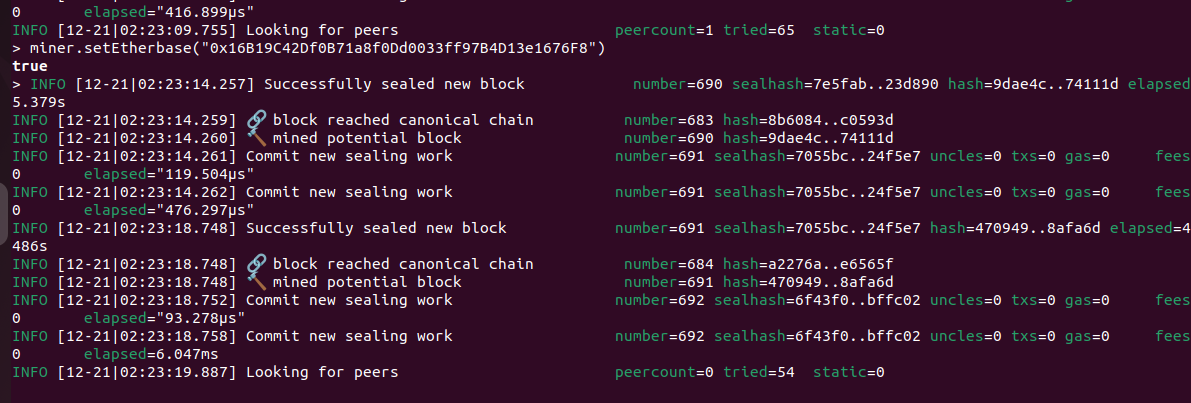 0 elapsed="416.899µs"
INFO [12-21|02:23:09.755] Looking for peers peercount=1 tried=65 static=0
> miner.setEtherbase("0x16B19C42Df0B71a8f0Dd0033ff97B4D13e1676F8")
true
> INFO [12-21|02:23:14.257] Successfully sealed new block number=690 sealhash=7e5fab..23d890 hash=9dae4c..74111d elapsed
5.379s
INFO [12-21|02:23:14.259] 🔗 block reached canonical chain number=683 hash=8b6084..c0593d
INFO [12-21|02:23:14.260] 🔨 mined potential block number=690 hash=9dae4c..74111d
INFO [12-21|02:23:14.261] Commit new sealing work number=691 sealhash=7055bc..24f5e7 uncles=0 txs=0 gas=0 fees
0 elapsed="119.504µs"
INFO [12-21|02:23:14.262] Commit new sealing work number=691 sealhash=7055bc..24f5e7 uncles=0 txs=0 gas=0 fees
0 elapsed="476.297µs"
INFO [12-21|02:23:18.748] Successfully sealed new block number=691 sealhash=7055bc..24f5e7 hash=470949..8afa6d elapsed=4
486s
INFO [12-21|02:23:18.748] 🔗 block reached canonical chain number=684 hash=a2276a..e6565f
INFO [12-21|02:23:18.748] 🔨 mined potential block number=691 hash=470949..8afa6d
INFO [12-21|02:23:18.752] Commit new sealing work number=692 sealhash=6f43f0..bffc02 uncles=0 txs=0 gas=0 fees
0 elapsed="93.278µs"
INFO [12-21|02:23:18.758] Commit new sealing work number=692 sealhash=6f43f0..bffc02 uncles=0 txs=0 gas=0 fees
0 elapsed=6.047ms
INFO [12-21|02:23:19.887] Looking for peers peercount=0 tried=54 static=0